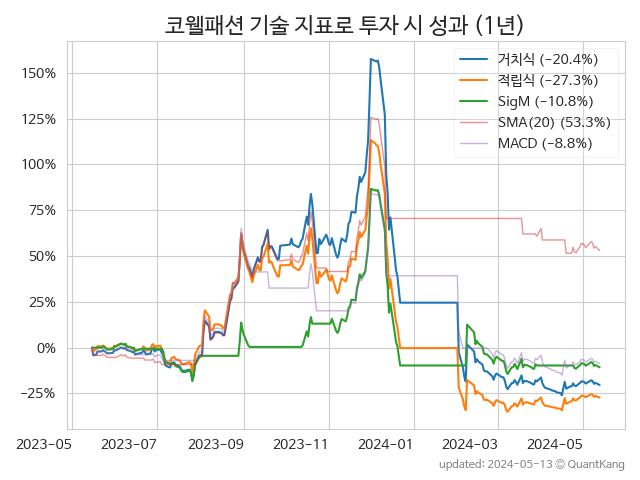 코웰패션 기술 지표로 투자 시 성과 (1년)
거치식 (−20.4%)
적립식 (−27.3%)
SigM (−10.8%)
SMA(20) (53.3%)
MACD (−8.8%)
150%
125%
100%
75%
50%
25%
0%
−25%
2023-05 2023-07 2023-09 2023-11 2024-01 2024-03 2024-05
updated: 2024-05-13 ⓒ QuantKang